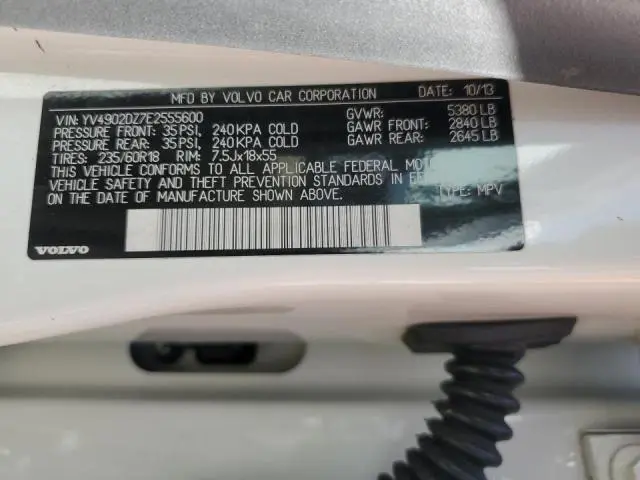 MFD BY VOLVO CAR CORPORATION DATE: 10/13
VIN: YV4902DZ7E2555600 GVWR: 5380 LB
PRESSURE FRONT: 35 PSI, 240 KPA COLD GAWR FRONT: 2840 LB
PRESSURE REAR: 35 PSI, 240 KPA COLD GAWR REAR: 2645 LB
TIRES: 235/60R18 RIM: 7.5Jx18x55
THIS VEHICLE CONFORMS TO ALL APPLICABLE FEDERAL
VEHICLE SAFETY AND THEFT PREVENTION STANDARDS IN
ON THE DATE OF MANUFACTURE SHOWN ABOVE. TYPE: MPV
VOLVO